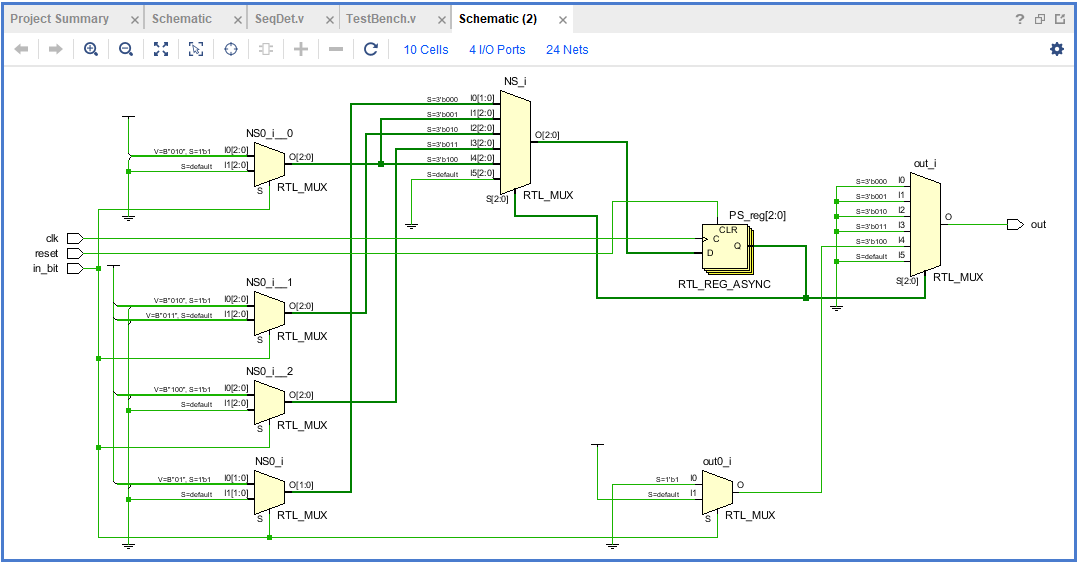 Project Summary
Schematic
SeqDet.v
TestBench.v
Schematic (2)
10 Cells
4 I/O Ports
24 Nets
NS_i
S=3'b000 I0[1:0]
S=3'b001 I1[2:0]
S=3'b010 I2[2:0]
S=3'b011 I3[2:0]
S=3'b100 I4[2:0]
S=default I5[2:0]
O[2:0]
S[2:0]
RTL_MUX
NS0_i__0
V=B"010", S=1'b1 I0[2:0]
S=default I1[2:0]
O[2:0]
S
RTL_MUX
out_i
S=3'b000 I0
S=3'b001 I1
S=3'b010 I2
S=3'b011 I3
S=3'b100 I4
S=default I5
O
S[2:0]
RTL_MUX
out
PS_reg[2:0]
CLR
C
D
Q
RTL_REG_ASYNC
clk
reset
in_bit
NS0_i__1
V=B"010", S=1'b1 I0[2:0]
V=B"011", S=default I1[2:0]
O[2:0]
S
RTL_MUX
NS0_i__2
V=B"100", S=1'b1 I0[2:0]
S=default I1[2:0]
O[2:0]
S
RTL_MUX
NS0_i
V=B"01", S=1'b1 I0[1:0]
S=default I1[1:0]
O[1:0]
S
RTL_MUX
out0_i
S=1'b1 I0
S=default I1
O
S
RTL_MUX